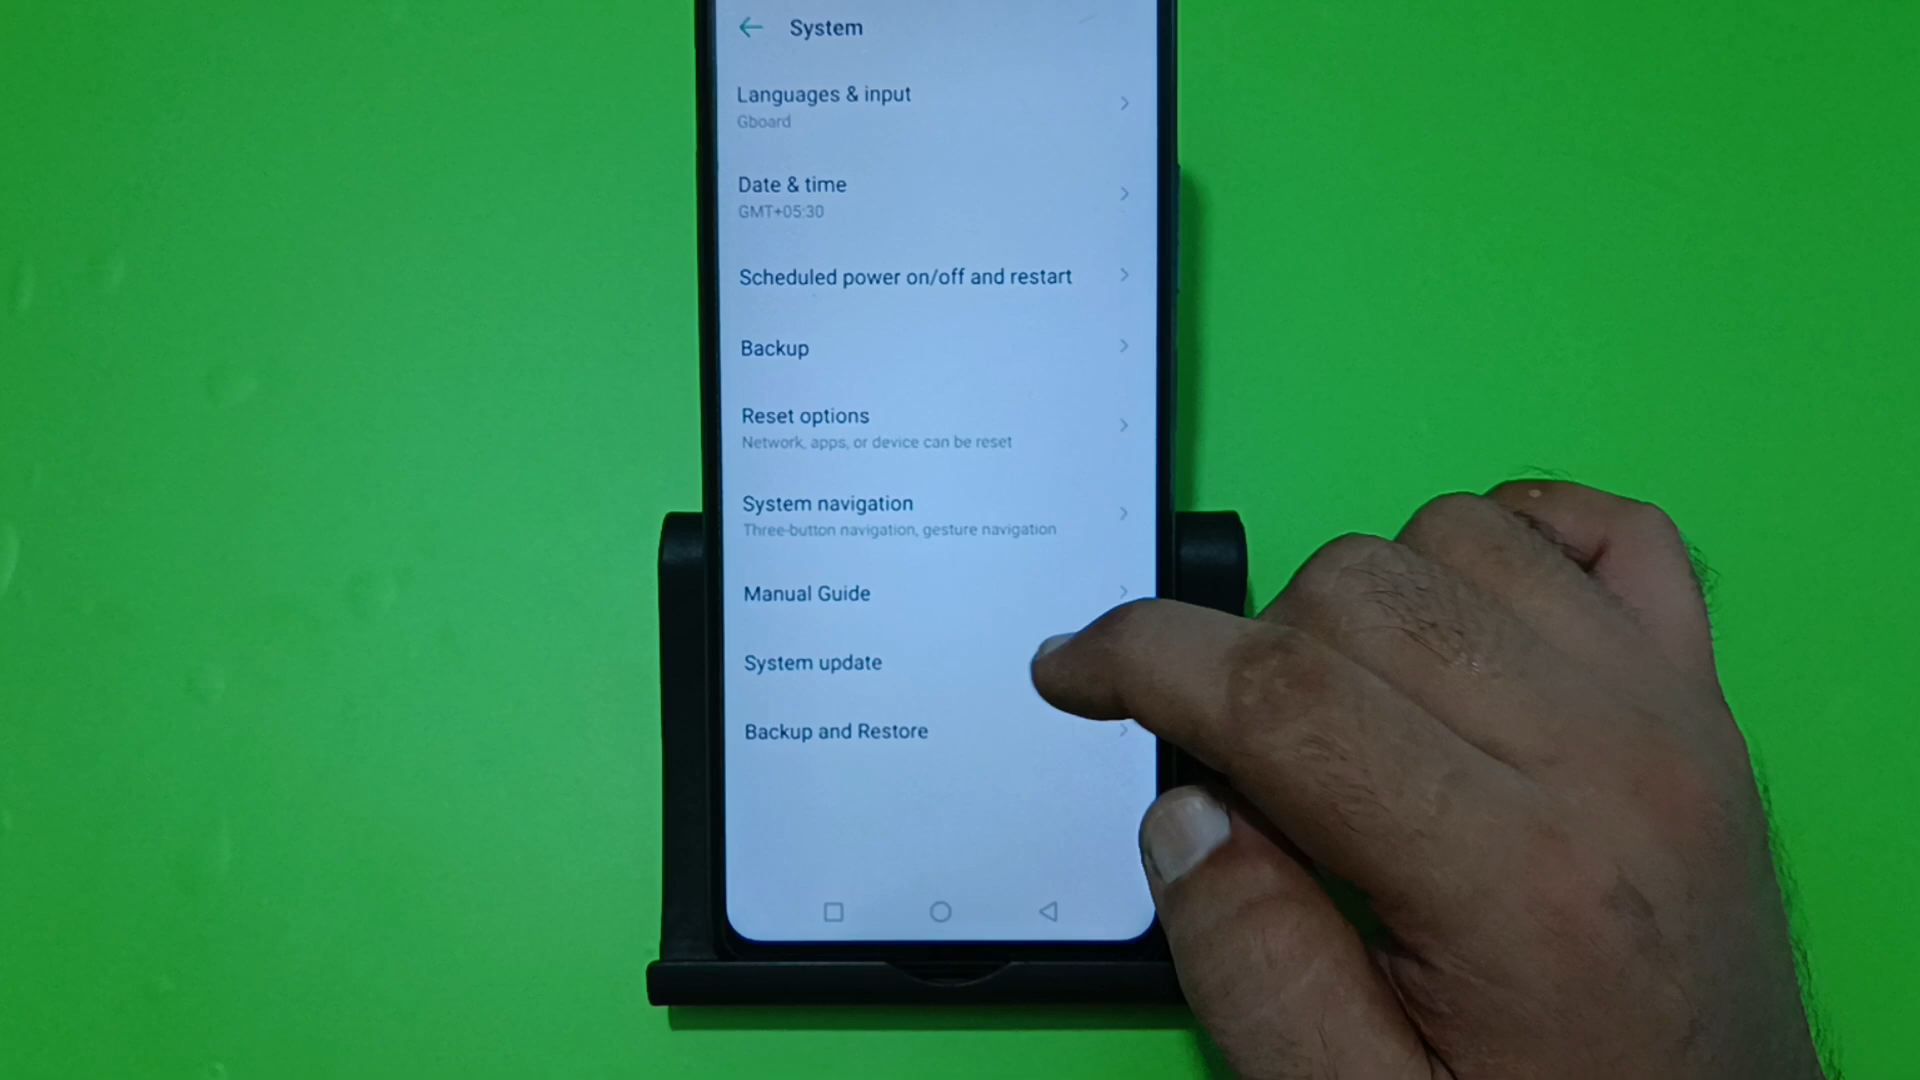 System
Languages & input
Gboard
Date & time
GMT+05:30
Scheduled power on/off and restart
Backup
Reset options
Network, apps, or device can be reset
System navigation
Three-button navigation, gesture navigation
Manual Guide
System update
Backup and Restore